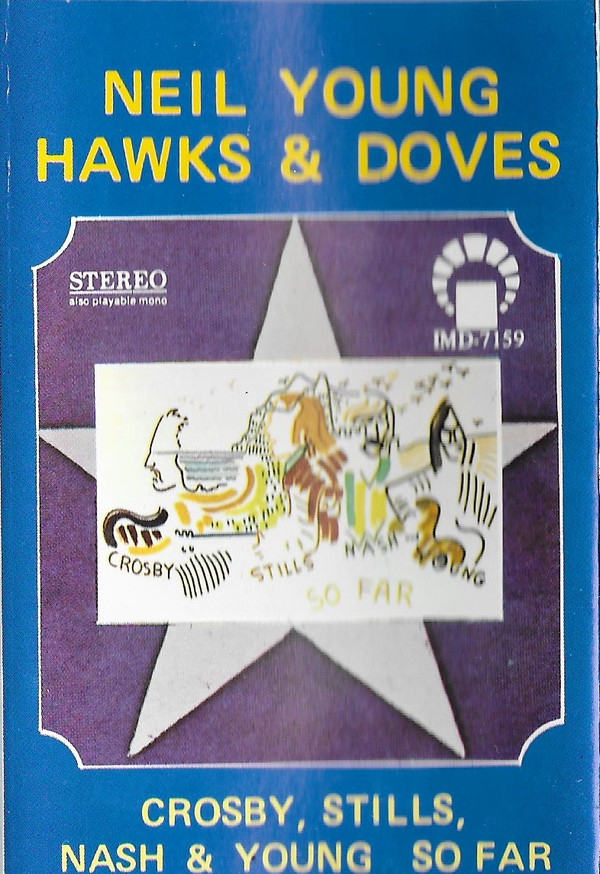 NEIL YOUNG
HAWKS & DOVES
STEREO
also playable mono
IMD-7159
CROSBY
STILLS
NASH
YOUNG
SO FAR
CROSBY, STILLS,
NASH & YOUNG SO FAR